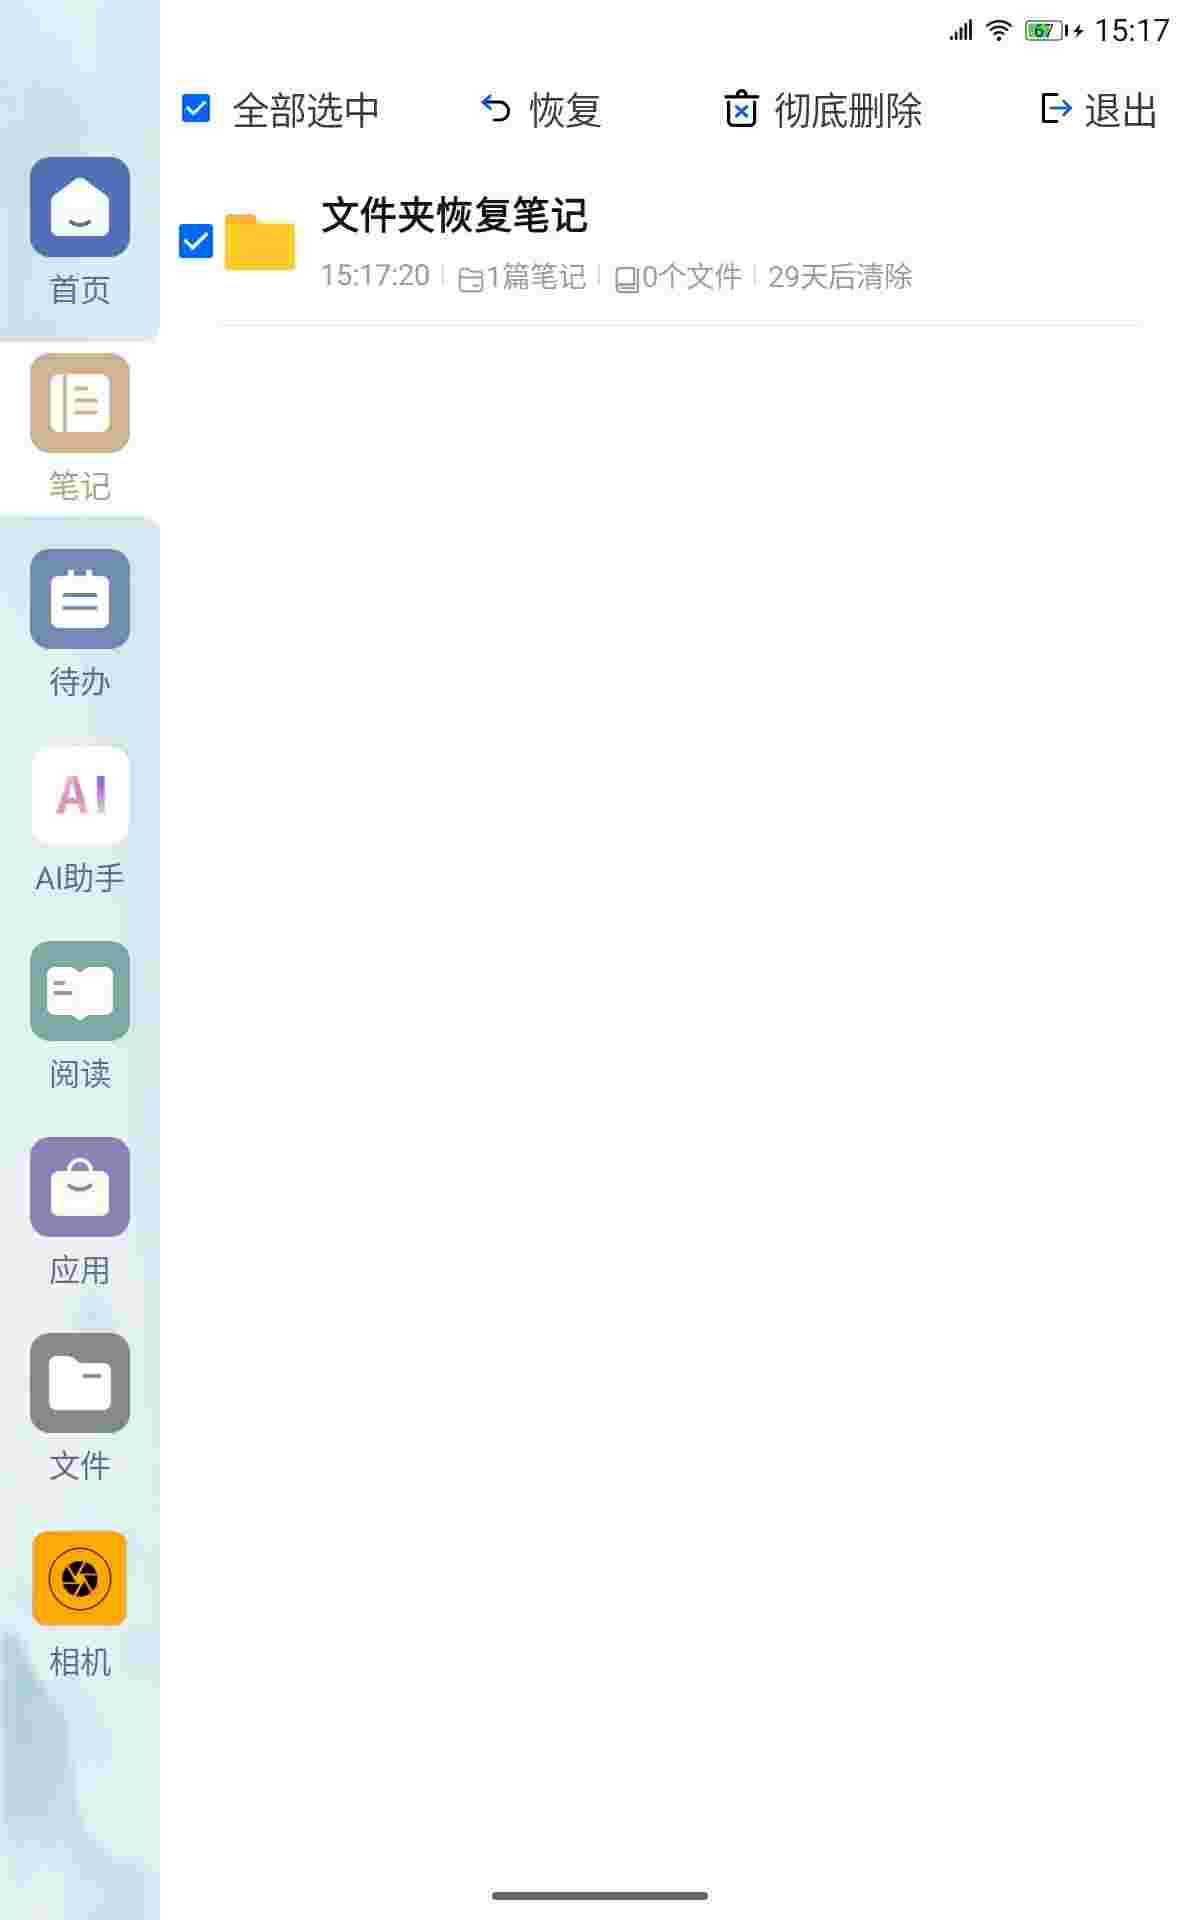 67 15:17
全部选中 恢复 彻底删除 退出
文件夹恢复笔记
15:17:20 1篇笔记 0个文件 29天后清除
首页
笔记
待办
AI
AI助手
阅读
应用
文件
相机